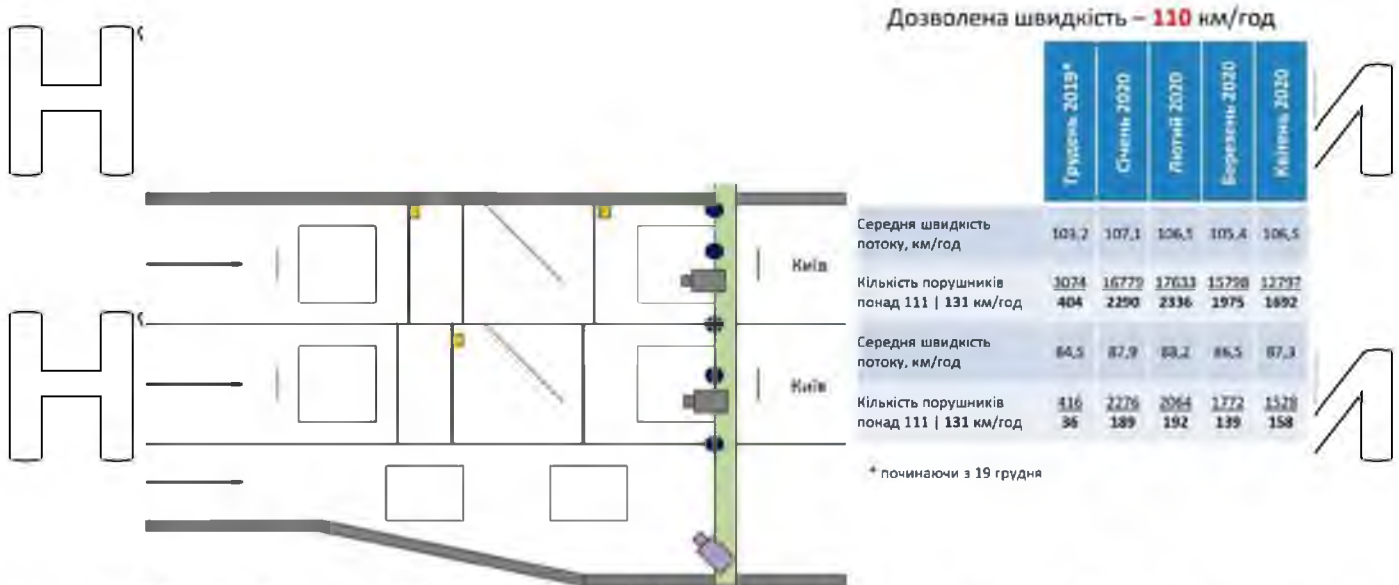 Дозволена швидкість – 110 км/год
Н
1
Грудень 2019* Січень 2020 Лютий 2020 Березень 2020 Квітень 2020
Київ
Середня швидкість
потоку, км/год
103,2 107,1 106,5 105,4 106,5
Кількість порушників
понад 111 | 131 км/год
3074 16779 17633 15798 12797
404 2290 2336 1975 1692
Н
1
Київ
Середня швидкість
потоку, км/год
84,5 87,9 88,2 86,5 87,3
Кількість порушників
понад 111 | 131 км/год
416 2276 2064 1772 1528
36 189 192 139 158
* починаючи з 19 грудня